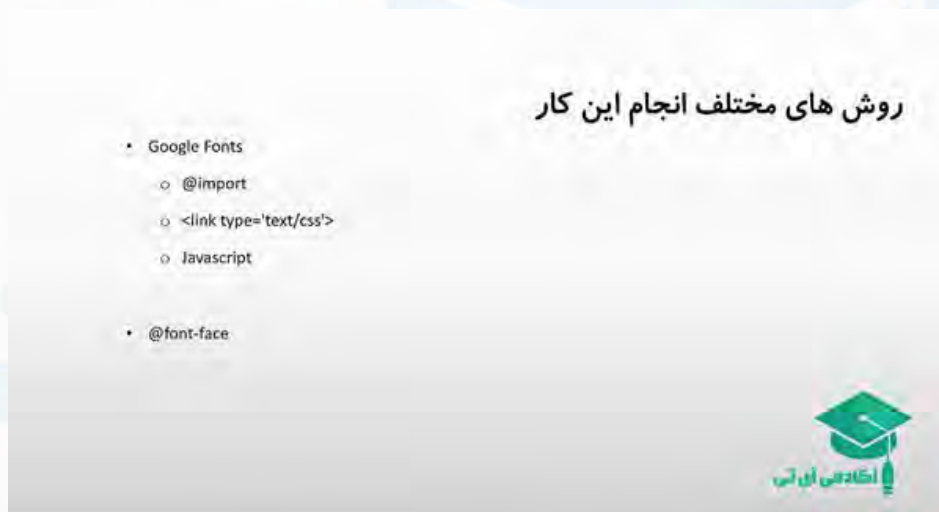 روش های مختلف انجام این کار
• Google Fonts
o @import
o <link type='text/css'>
o Javascript
• @font-face
آکادمی آی تی